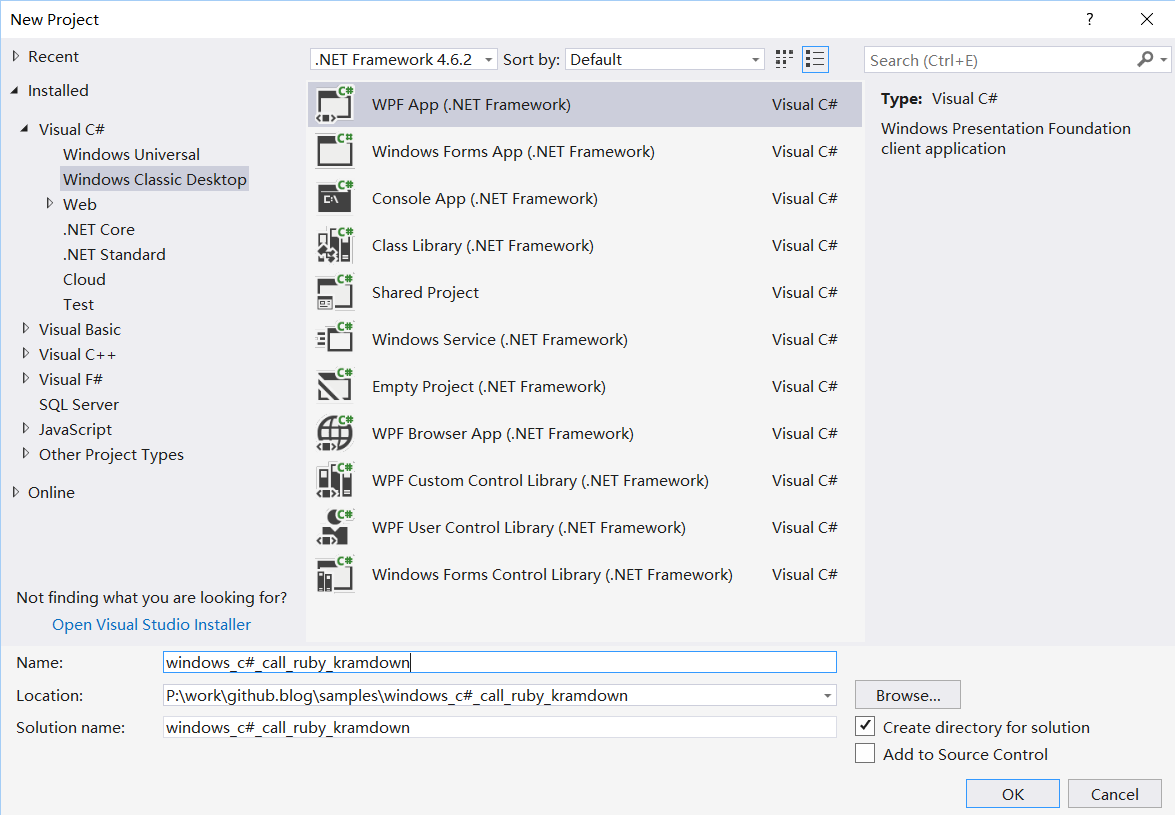 New Project
?
Recent
Installed
Visual C#
Windows Universal
Windows Classic Desktop
Web
.NET Core
.NET Standard
Cloud
Test
Visual Basic
Visual C++
Visual F#
SQL Server
JavaScript
Other Project Types
Online
Not finding what you are looking for?
Open Visual Studio Installer
.NET Framework 4.6.2 Sort by: Default
Search (Ctrl+E)
C# WPF App (.NET Framework) Visual C#
C# Windows Forms App (.NET Framework) Visual C#
C# C:\ Console App (.NET Framework) Visual C#
C# Class Library (.NET Framework) Visual C#
C# Shared Project Visual C#
C# Windows Service (.NET Framework) Visual C#
C# Empty Project (.NET Framework) Visual C#
C# WPF Browser App (.NET Framework) Visual C#
C# WPF Custom Control Library (.NET Framework) Visual C#
C# WPF User Control Library (.NET Framework) Visual C#
C# Windows Forms Control Library (.NET Framework) Visual C#
Type: Visual C#
Windows Presentation Foundation
client application
Name: windows_c#_call_ruby_kramdown
Location: P:\work\github.blog\samples\windows_c#_call_ruby_kramdown
Browse...
Solution name: windows_c#_call_ruby_kramdown
Create directory for solution
Add to Source Control
OK Cancel